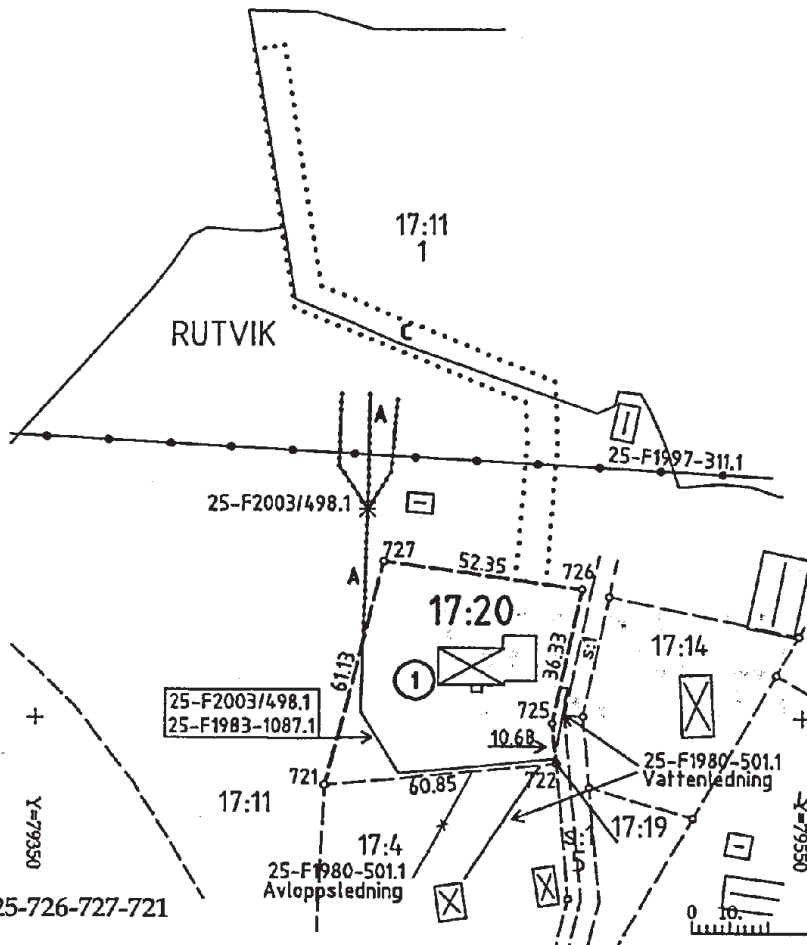 17:11
1
RUTVIK
C
A
25-F1997-311.1
25-F2003/498.1
A
727
52.35
726
17:20
s:1
17:14
61.13
36.33
1
25-F2003/498.1
25-F1983-1087.1
725
10.68
25-F1980-501.1
Vattenledning
721
60.85
722
17:11
17:4
17:19
25-F1980-501.1
Avloppsledning
5
Y=79350
Y=79550
25-726-727-721
0 10